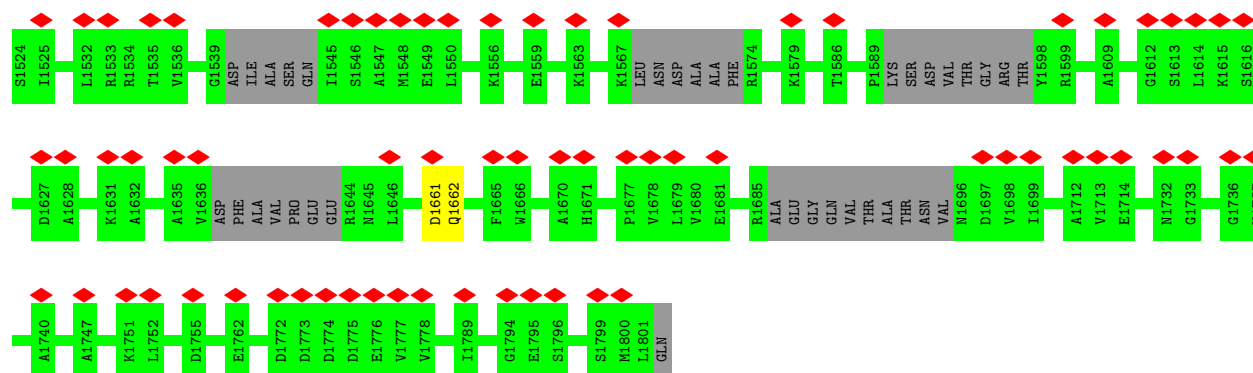 S1524 I1525 L1532 R1533 R1534 T1535 V1536 G1539 ASP ILE ALA SER GLN I1545 S1546 A1547 M1548 E1549 L1550 K1556 E1559 K1563 K1567 LEU ASN ASP ALA ALA PHE R1574 K1579 T1586 P1589 LYS SER ASP VAL THR GLY ARG THR Y1598 R1599 A1609 G1612 S1613 L1614 K1615 S1616
D1627 A1628 K1631 A1632 A1635 V1636 ASP PHE ALA VAL PRO GLU GLU R1644 N1645 L1646 D1661 Q1662 F1665 W1666 A1670 H1671 P1677 V1678 L1679 V1680 E1681 R1685 ALA GLU GLY GLN VAL THR ALA THR ASN VAL N1696 D1697 V1698 I1699 A1712 V1713 E1714 N1732 G1733 G1736
A1740 A1747 K1751 L1752 D1755 E1762 D1772 D1773 D1774 D1775 E1776 V1777 V1778 I1789 G1794 E1795 S1796 S1799 M1800 L1801 GLN